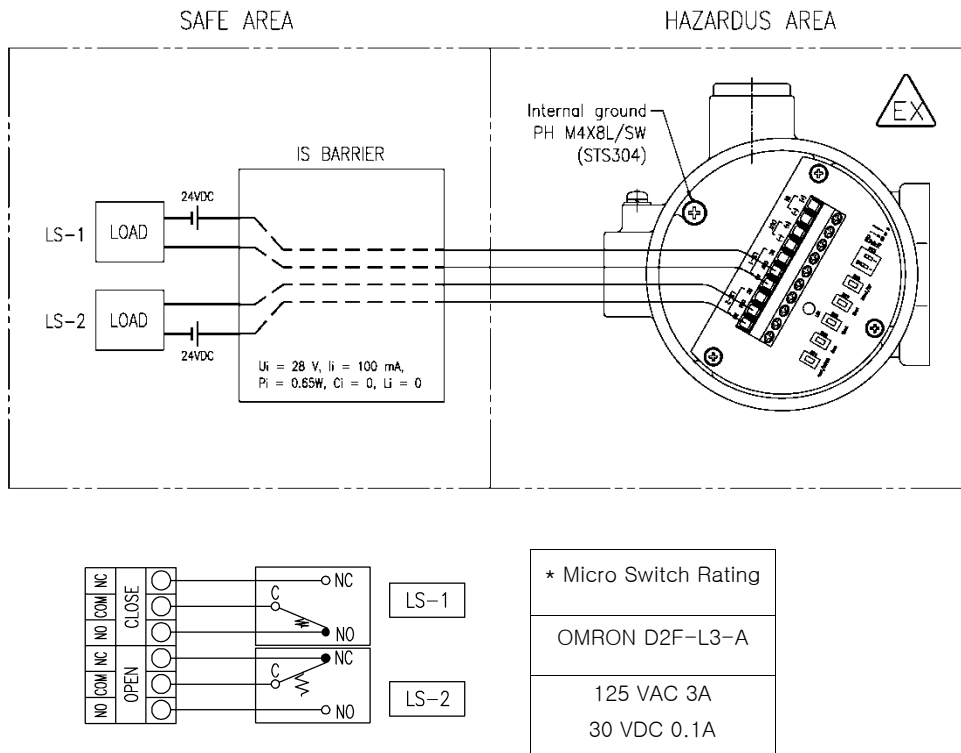 SAFE AREA
HAZARDUS AREA
Internal ground
PH M4X8L/SW
(STS304)
EX
IS BARRIER
24VDC
LS-1
LOAD
LS-2
LOAD
24VDC
Ui = 28 V, Ii = 100 mA,
Pi = 0.65W, Ci = 0, Li = 0
NO COM NC
CLOSE
NO COM NC
OPEN
NC
C
NO
LS-1
NC
C
NO
LS-2
* Micro Switch Rating
OMRON D2F-L3-A
125 VAC 3A
30 VDC 0.1A